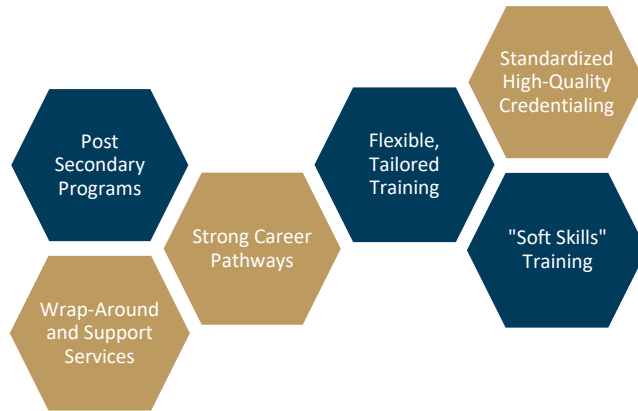 Post
Secondary
Programs
Wrap-Around
and Support
Services
Strong Career
Pathways
Flexible,
Tailored
Training
Standardized
High-Quality
Credentialing
"Soft Skills"
Training